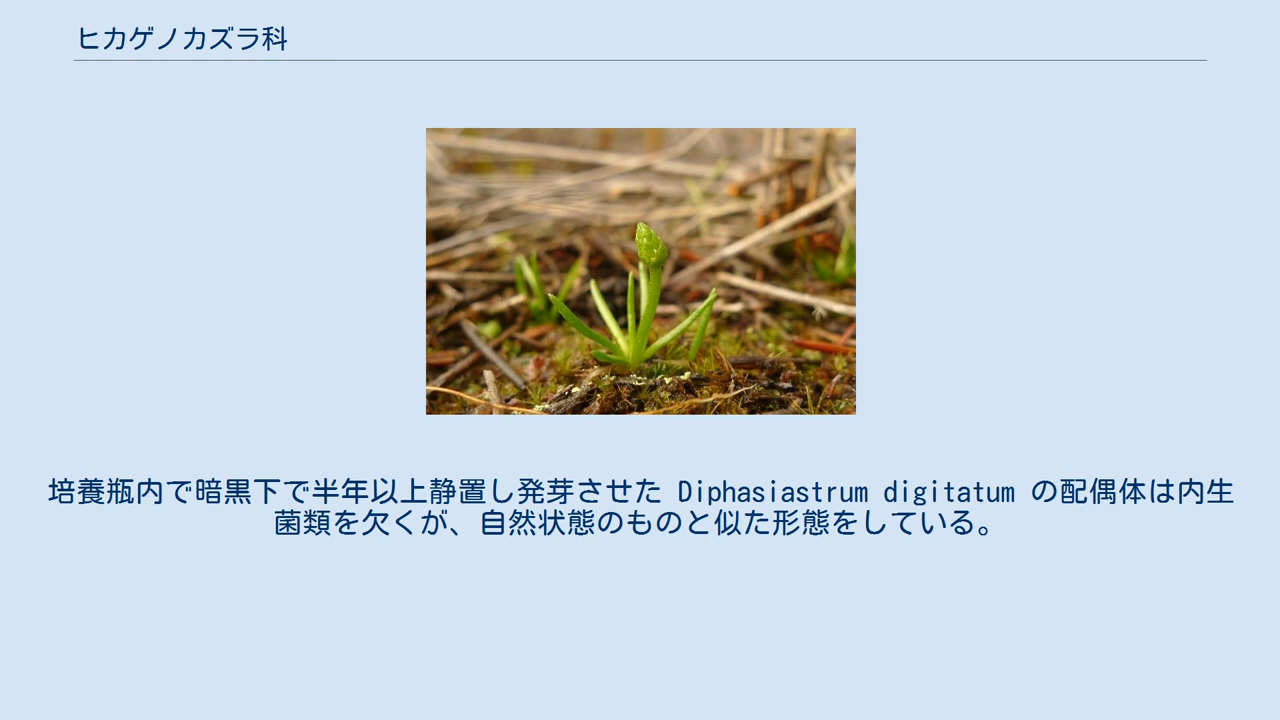 ヒカゲノカズラ科
培養瓶内で暗黒下で半年以上静置し発芽させた Diphasiastrum digitatum の配偶体は内生
菌類を欠くが、自然状態のものと似た形態をしている。